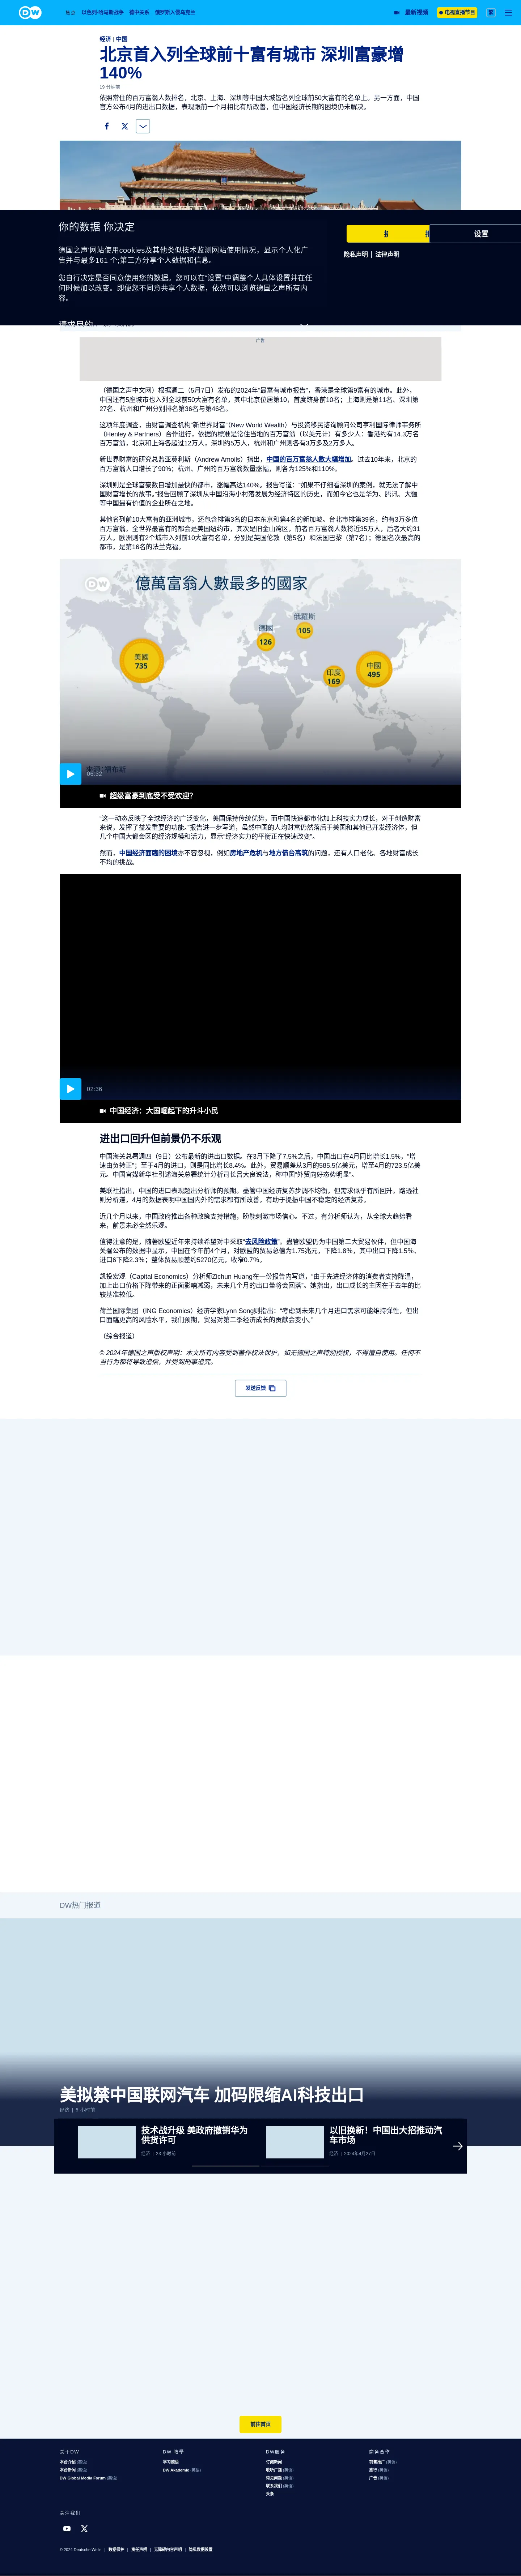 DW
焦点 以色列-哈马斯战争 德中关系 俄罗斯入侵乌克兰 最新视频 电视直播节目 繁
经济 | 中国
北京首入列全球前十富有城市 深圳富豪增
140%
19 分钟前
依照常住的百万富翁人数排名，北京、上海、深圳等中国大城皆名列全球前50大富有的名单上。另一方面，中国
官方公布4月的进出口数据，表现跟前一个月相比有所改善，但中国经济长期的困境仍未解决。
你的数据 你决定
设置
德国之声'网站使用cookies及其他类似技术监测网站使用情况，显示个人化广
告并与最多161 个;第三方分享个人数据和信息。
隐私声明 | 法律声明
您自行决定是否同意使用您的数据。您可以在“设置”中调整个人具体设置并在任
何时候加以改变。即便您不同意共享个人数据，依然可以浏览德国之声所有内
容。
请求目的
广告
（德国之声中文网）根据週二（5月7日）发布的2024年“最富有城市报告”，香港是全球第9富有的城市。此外，
中国还有5座城市也入列全球前50最大富有名单，其中北京位居第10，首度跻身前10名；上海则是第11名、深圳第
27名、杭州和广州分别排名第36名与第46名。
这项年度调查，由财富调查机构“新世界财富”（New World Wealth）与投资移民咨询顾问公司亨利国际律师事务所
（Henley & Partners）合作进行，依据的標准是常住当地的百万富翁（以美元计）有多少人：香港约有14.3万名
百万富翁，北京和上海各超过12万人，深圳约5万人，杭和广州则各有3万多及2万多人。
新世界财富的研究总监亚莫利斯（Andrew Amoils）指出，中国的百万富翁人数大幅增加。过去10年来，北京的
百万富翁人口增长了90%；杭州、广州的百万富翁数量涨幅，则各为125%和110%。
深圳则是全球富豪数目增加最快的都市，涨幅高达140%。报告写道：“如果不仔细看深圳的案例，就无法了解中
国财富增长的故事。”报告回顾了深圳从中国沿海小村落发展为经济特区的历史，而如今它也是华为、腾讯、大疆
等中国最有价值的企业所在之地。
其他名列前10大富有的亚洲城市，还包含排第3名的日本东京和第4名的新加坡。台北市排第39名，约有3万多位
百万富翁。全世界最富有的都会是美国纽约市，其次是旧金山湾区，前者百万富翁人数将近35万人，后者大约31
万人。欧洲则有2个城市入列前10大富有名单，分别是英国伦敦（第5名）和法国巴黎（第7名）；德国名次最高的
都市，是第16名的法兰克福。
DW
億萬富翁人數最多的國家
俄羅斯
105
德國
126
美國
735
印度
169
中國
495
來源：福布斯
06:32
超级富豪到底受不受欢迎？
“这一动态反映了全球经济的广泛变化，美国保持传统优势，而中国快速都市化加上科技实力成长，对于创造财富
来说，发挥了益发重要的功能。”报告进一步写道，虽然中国的人均财富仍然落后于美国和其他已开发经济体，但
几个中国大都会区的经济规模和活力，显示“经济实力的平衡正在快速改变”。
然而，中国经济面临的困境亦不容忽视，例如房地产危机与地方债台高筑的问题，还有人口老化、各地财富成长
不均的挑战。
02:36
中国经济：大国崛起下的升斗小民
进出口回升但前景仍不乐观
中国海关总署週四（9日）公布最新的进出口数据。在3月下降了7.5%之后，中国出口在4月同比增长1.5%，“增
速由负转正”；至于4月的进口，则是同比增长8.4%。此外，贸易顺差从3月的585.5亿美元，增至4月的723.5亿美
元。中国官媒新华社引述海关总署统计分析司长吕大良说法，称中国“外贸向好态势明显”。
美联社指出，中国的进口表现超出分析师的预期。盡管中国经济复苏步调不均衡，但需求似乎有所回升。路透社
则分析道，4月的数据表明中国国内外的需求都有所改善，有助于提振中国不稳定的经济复苏。
近几个月以来，中国政府推出各种政策支持措施，盼能刺激市场信心。不过，有分析师认为，从全球大趋势看
来，前景未必全然乐观。
值得注意的是，随著欧盟近年来持续希望对中采取“去风险政策”，盡管欧盟仍为中国第二大贸易伙伴，但中国海
关署公布的数据中显示，中国在今年前4个月，对欧盟的贸易总值为1.75兆元，下降1.8%，其中出口下降1.5%、
进口6下降2.3%；整体贸易顺差约5270亿元，收窄0.7%。
凯投宏观（Capital Economics）分析师Zichun Huang在一份报告内写道，“由于先进经济体的消费者支持降温，
加上出口价格下降带来的正面影响减弱，未来几个月的出口量将会回落”。她指出，出口成长的主因在于去年的比
较基准较低。
荷兰国际集团（ING Economics）经济学家Lynn Song则指出：“考虑到未来几个月进口需求可能维持弹性，但出
口面臨更高的风险水平，我们预期，贸易对第二季经济成长的贡献会变小。”
（综合报道）
© 2024年德国之声版权声明：本文所有内容受到著作权法保护，如无德国之声特别授权，不得擅自使用。任何不
当行为都将导致追偿，并受到刑事追究。
发送反馈
DW热门报道
美拟禁中国联网汽车 加码限缩AI科技出口
经济 | 9 小时前
技术战升级 美政府撤销华为
供货许可
经济 | 23 小时前
以旧换新！中国出大招推动汽
车市场
经济 | 2024年4月27日
前往首页
关于DW
本台介绍 (英语)
本台新闻 (英语)
DW Global Media Forum (英语)
DW 教學
学习德语
DW Akademie (英语)
DW服务
订阅新闻
收听广播 (英语)
常见问题 (英语)
联系我们 (英语)
头条
商务合作
销售推广 (英语)
旅行 (英语)
广告 (英语)
关注我们
© 2024 Deutsche Welle | 数据保护 | 责任声明 | 无障碍内容声明 | 隐私数据设置